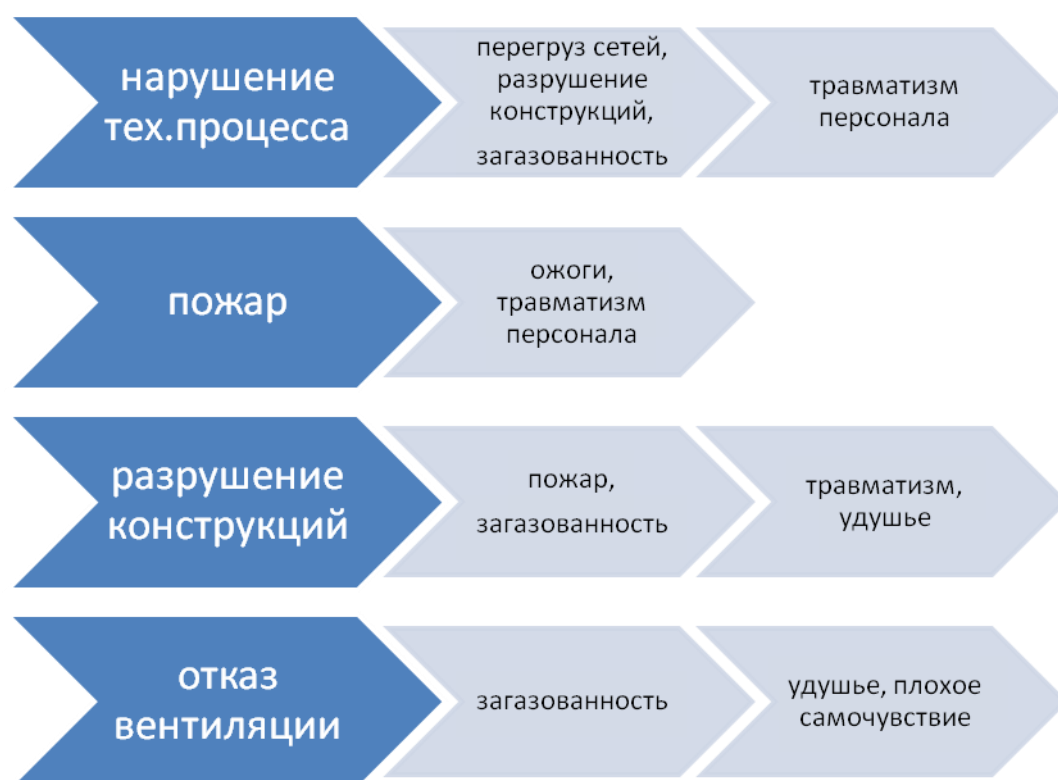 нарушение
тех.процесса
перегруз сетей,
разрушение
конструкций,
загазованность
травматизм
персонала
пожар
ожоги,
травматизм
персонала
разрушение
конструкций
пожар,
загазованность
травматизм,
удушье
отказ
вентиляции
загазованность
удушье, плохое
самочувствие